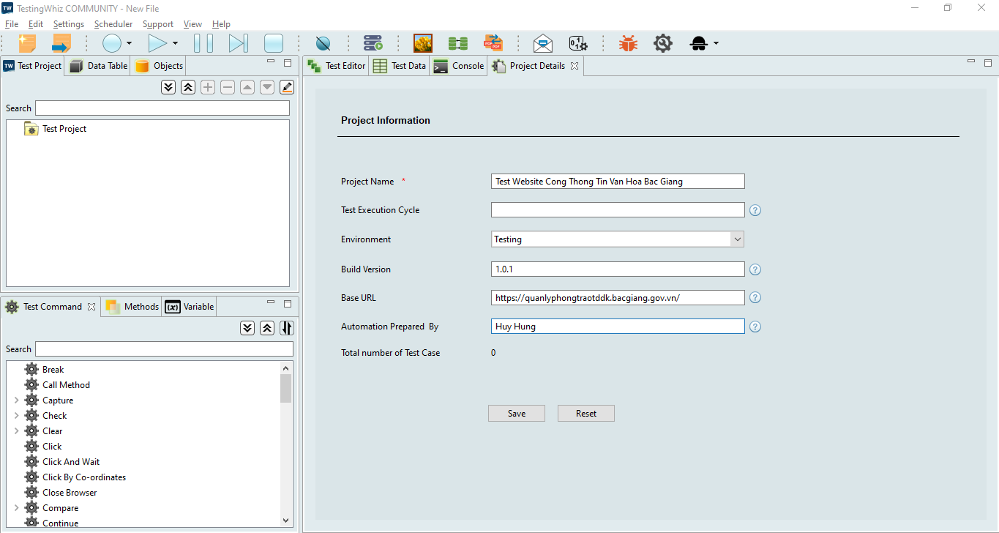 TW TestingWhiz COMMUNITY - New File
File Edit Settings Scheduler Support View Help
TW Test Project Data Table Objects
Search
Test Project
Test Command Methods (x) Variable
Search
Break
Call Method
Capture
Check
Clear
Click
Click And Wait
Click By Co-ordinates
Close Browser
Compare
Continue
Test Editor Test Data Console Project Details
Project Information
Project Name * Test Website Cong Thong Tin Van Hoa Bac Giang
Test Execution Cycle ?
Environment Testing
Build Version 1.0.1 ?
Base URL https://quanlyphongtraotddk.bacgiang.gov.vn/ ?
Automation Prepared By Huy Hung ?
Total number of Test Case 0
Save Reset